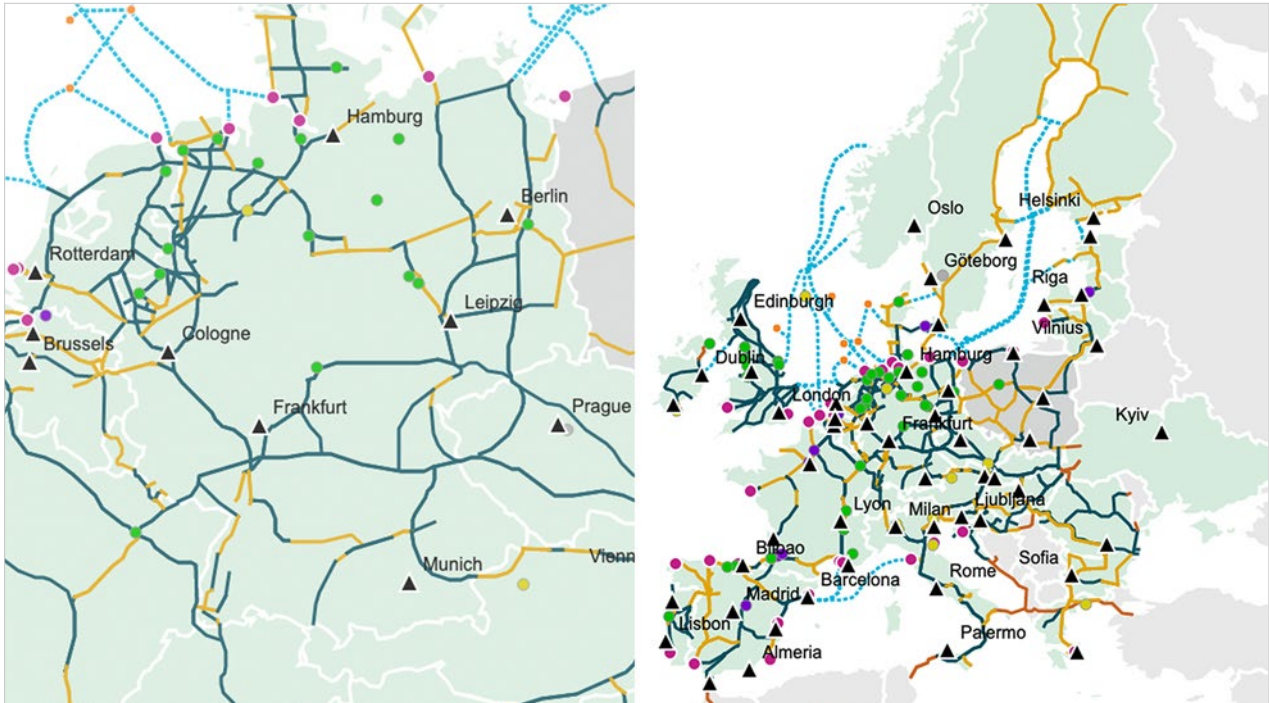 Hamburg
Berlin
Rotterdam
Leipzig
Cologne
Brussels
Frankfurt
Prague
Munich
Vienn
Helsinki
Oslo
Göteborg
Riga
Edinburgh
Vilnius
Dublin
Hamburg
London
Kyiv
Frankfurt
Lyon
Milan
Ljubljana
Bilbao
Sofia
Rome
Barcelona
Madrid
Lisbon
Palermo
Almeria